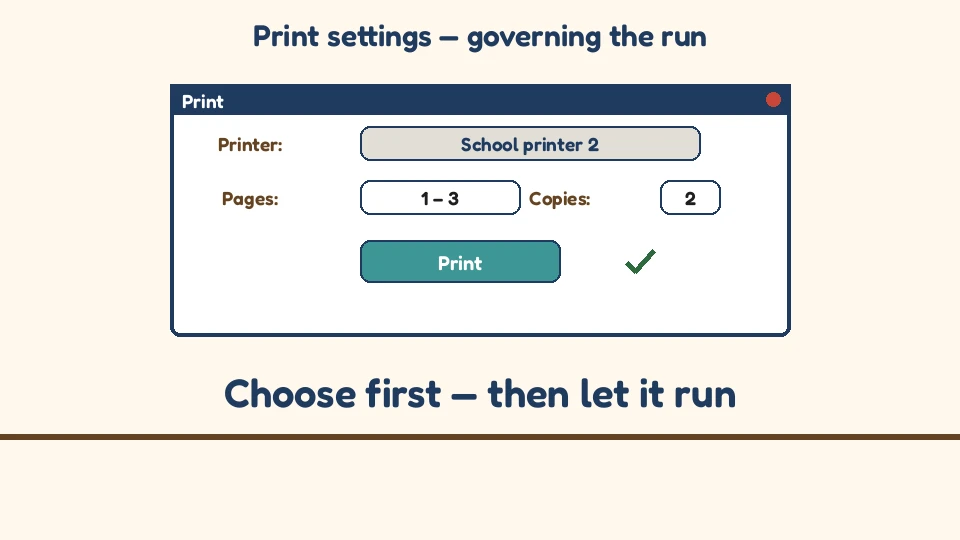 Print settings — governing the run
Print
Printer: School printer 2
Pages: 1 – 3 Copies: 2
Print
Choose first — then let it run